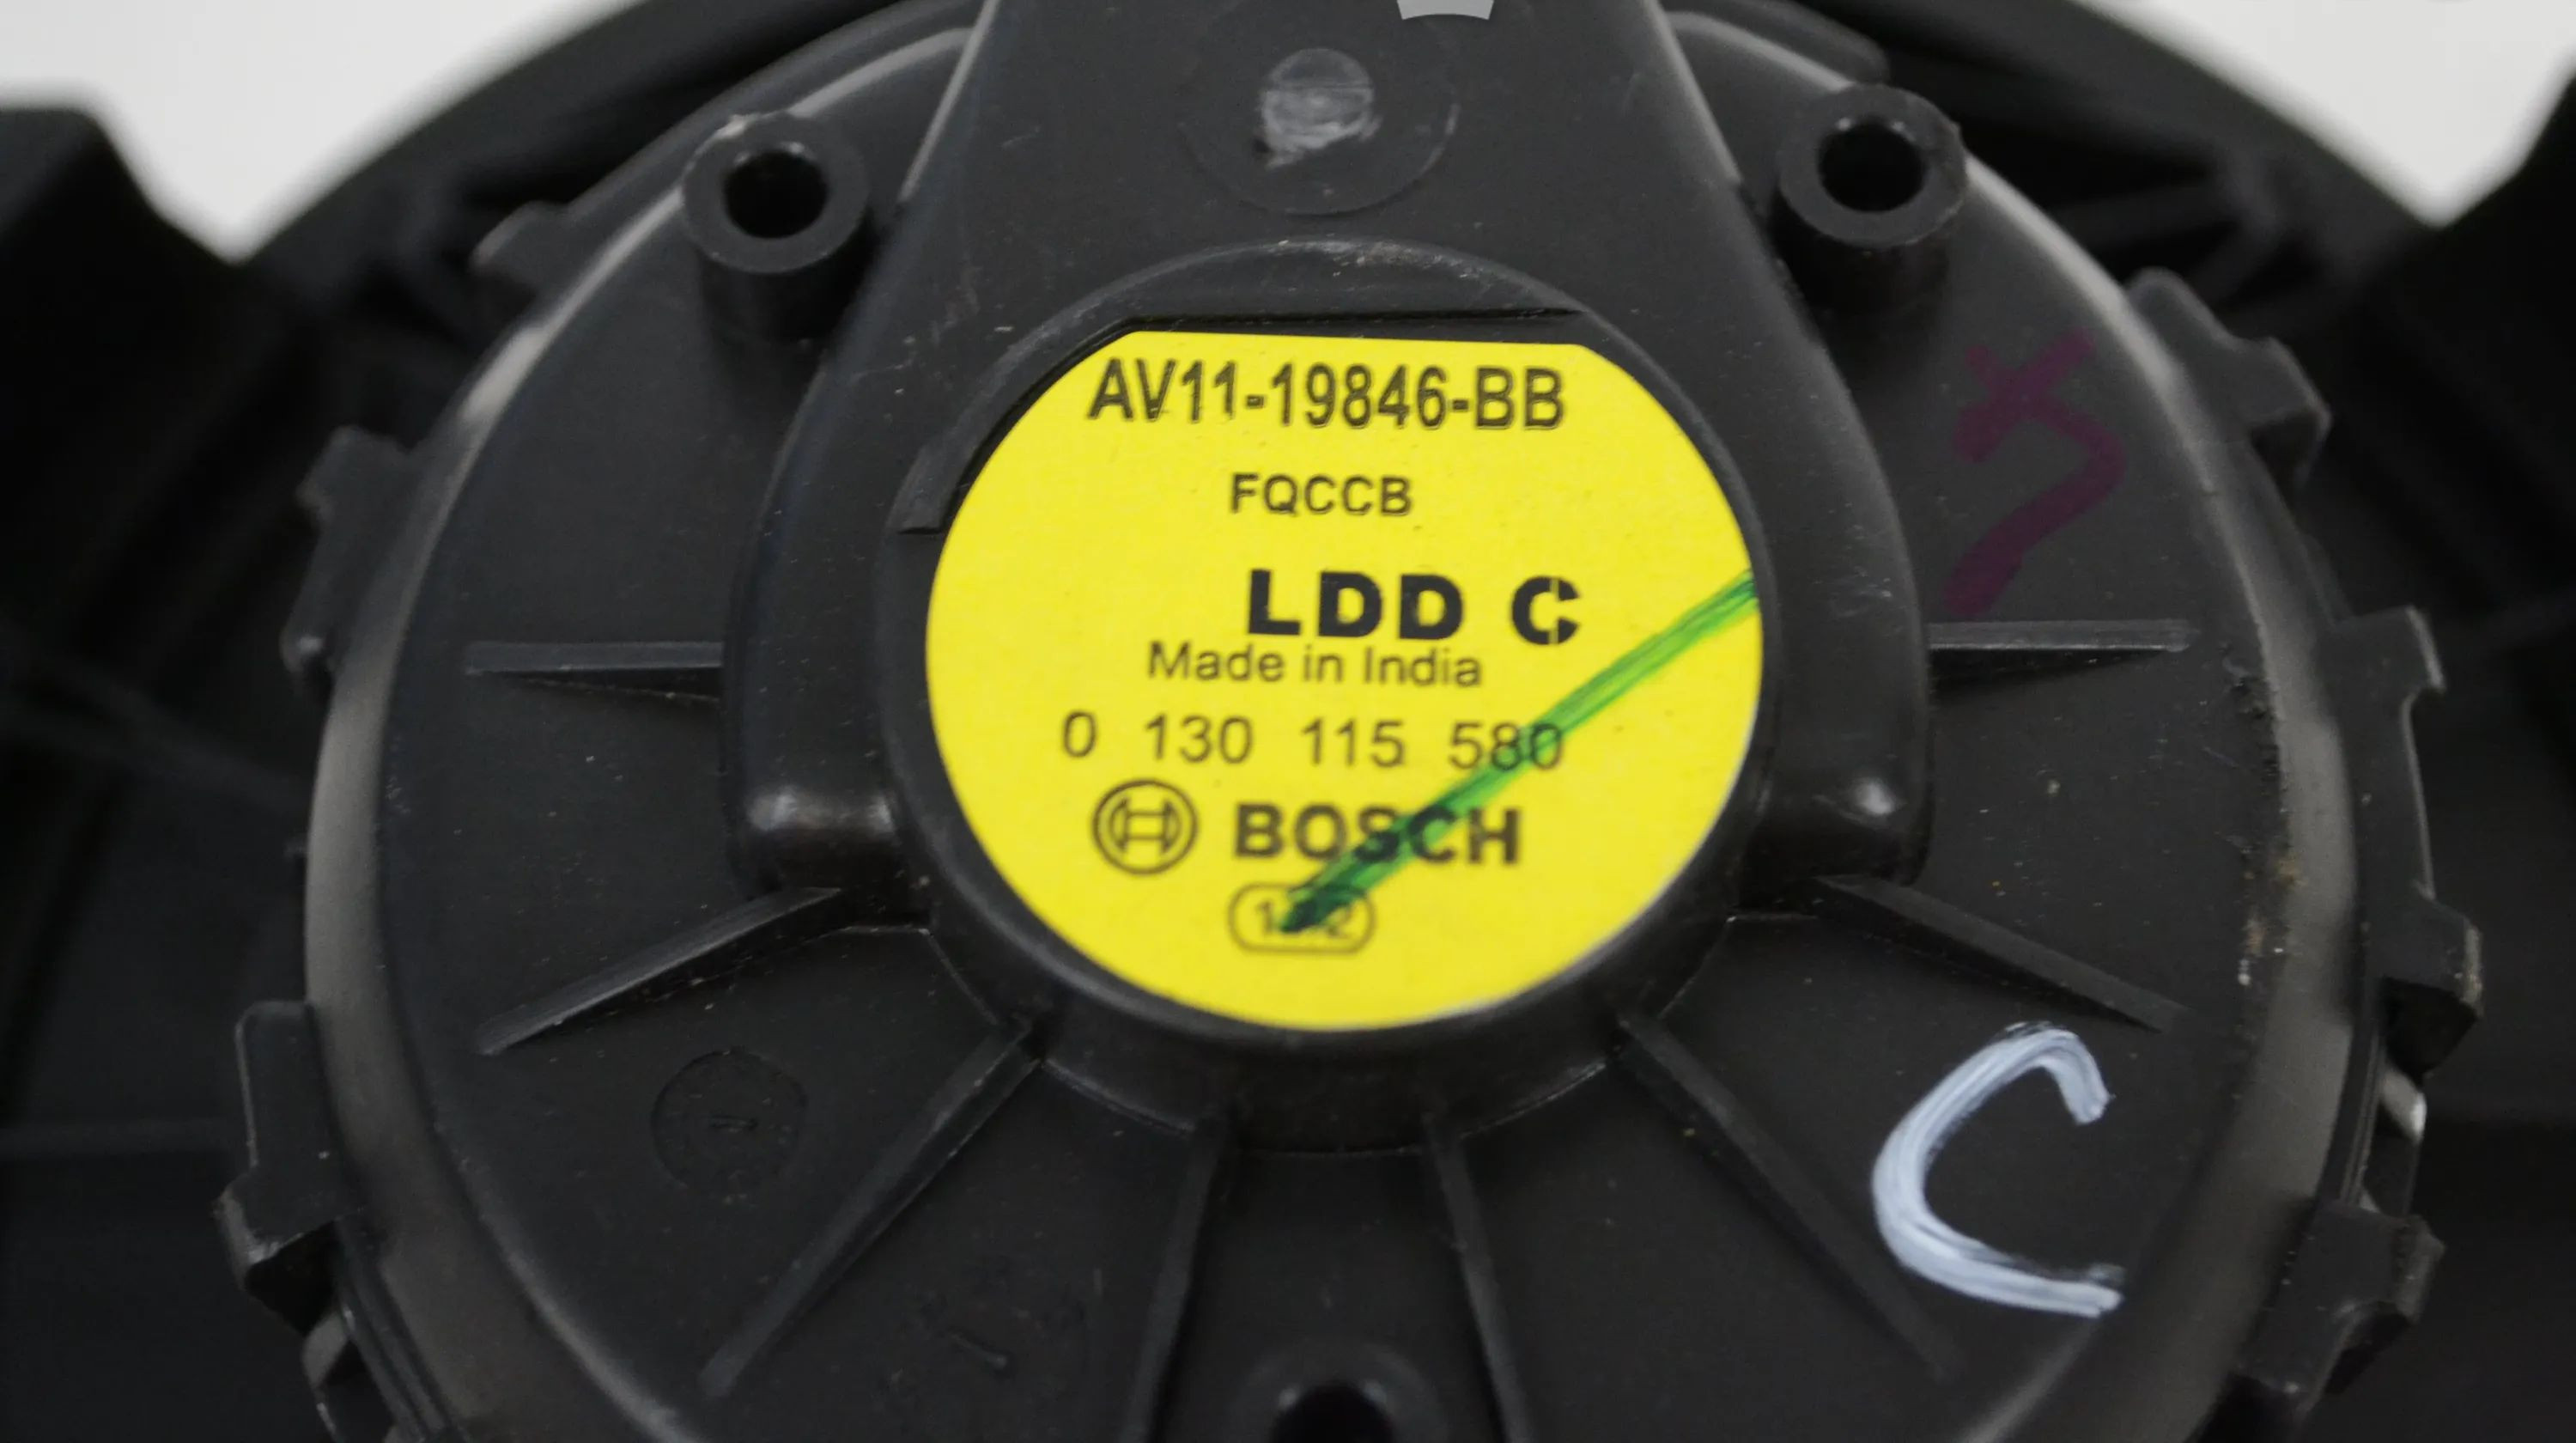 AV11-19846-BB
FQCCB
LDD C
Made in India
0 130 115 580
BOSCH
C